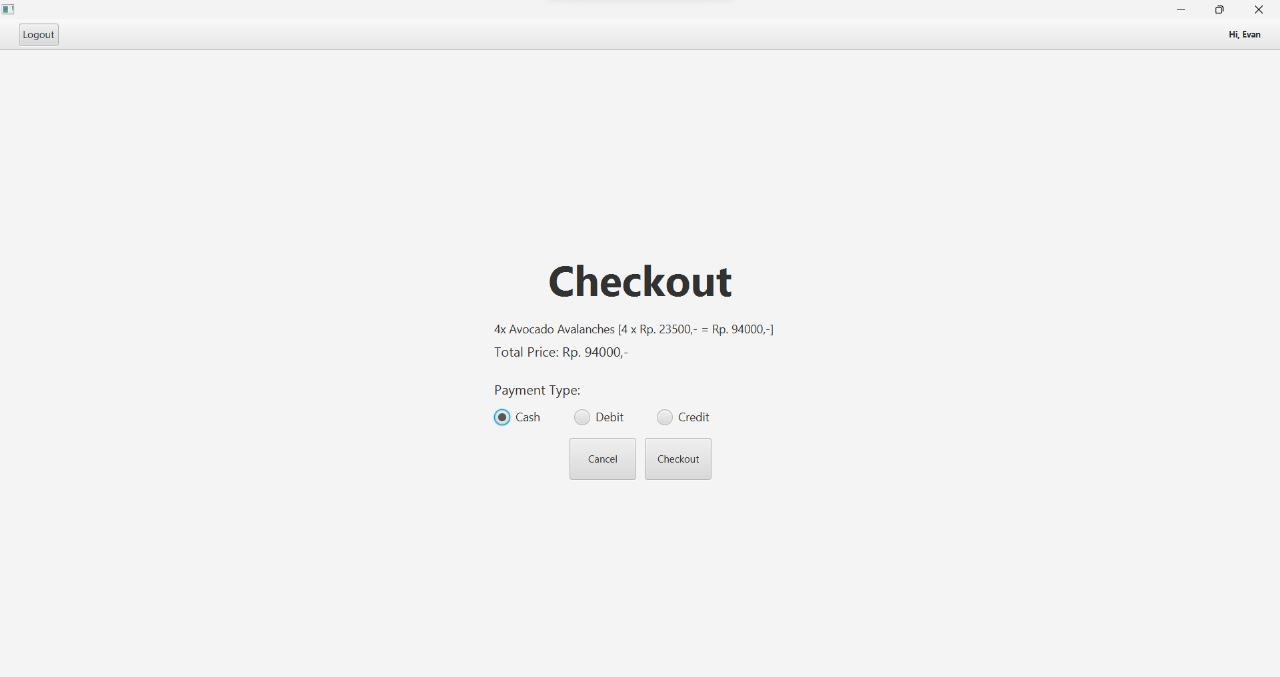 Logout
Hi, Evan
Checkout
4x Avocado Avalanches [4 x Rp. 23500,- = Rp. 94000,-]
Total Price: Rp. 94000,-
Payment Type:
Cash Debit Credit
Cancel Checkout